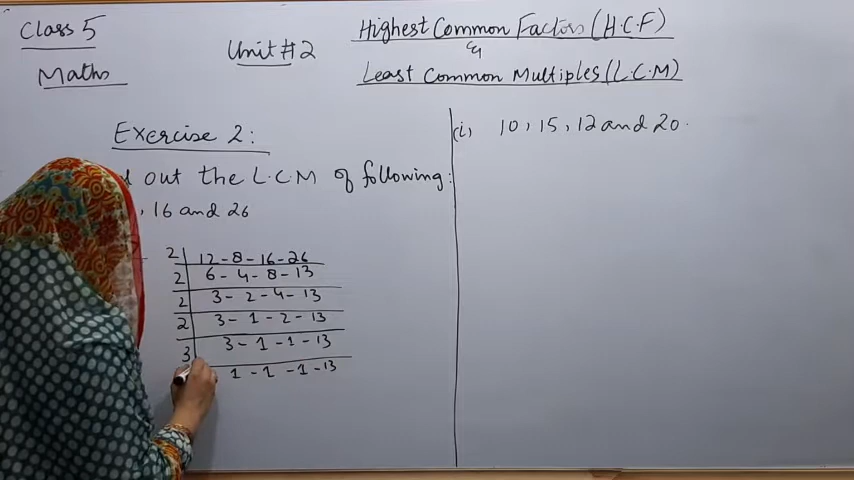 Class 5
Maths
Unit # 2
Highest Common Factors (H.C.F)
&
Least Common Multiples (L.C.M)
Exercise 2:
out the L.C.M of following:
, 16 and 26
2 | 12 - 8 - 16 - 26
2 | 6 - 4 - 8 - 13
2 | 3 - 2 - 4 - 13
2 | 3 - 1 - 2 - 13
3 | 3 - 1 - 1 - 13
1 - 1 - 1 - 13
(i) 10, 15, 12 and 20.